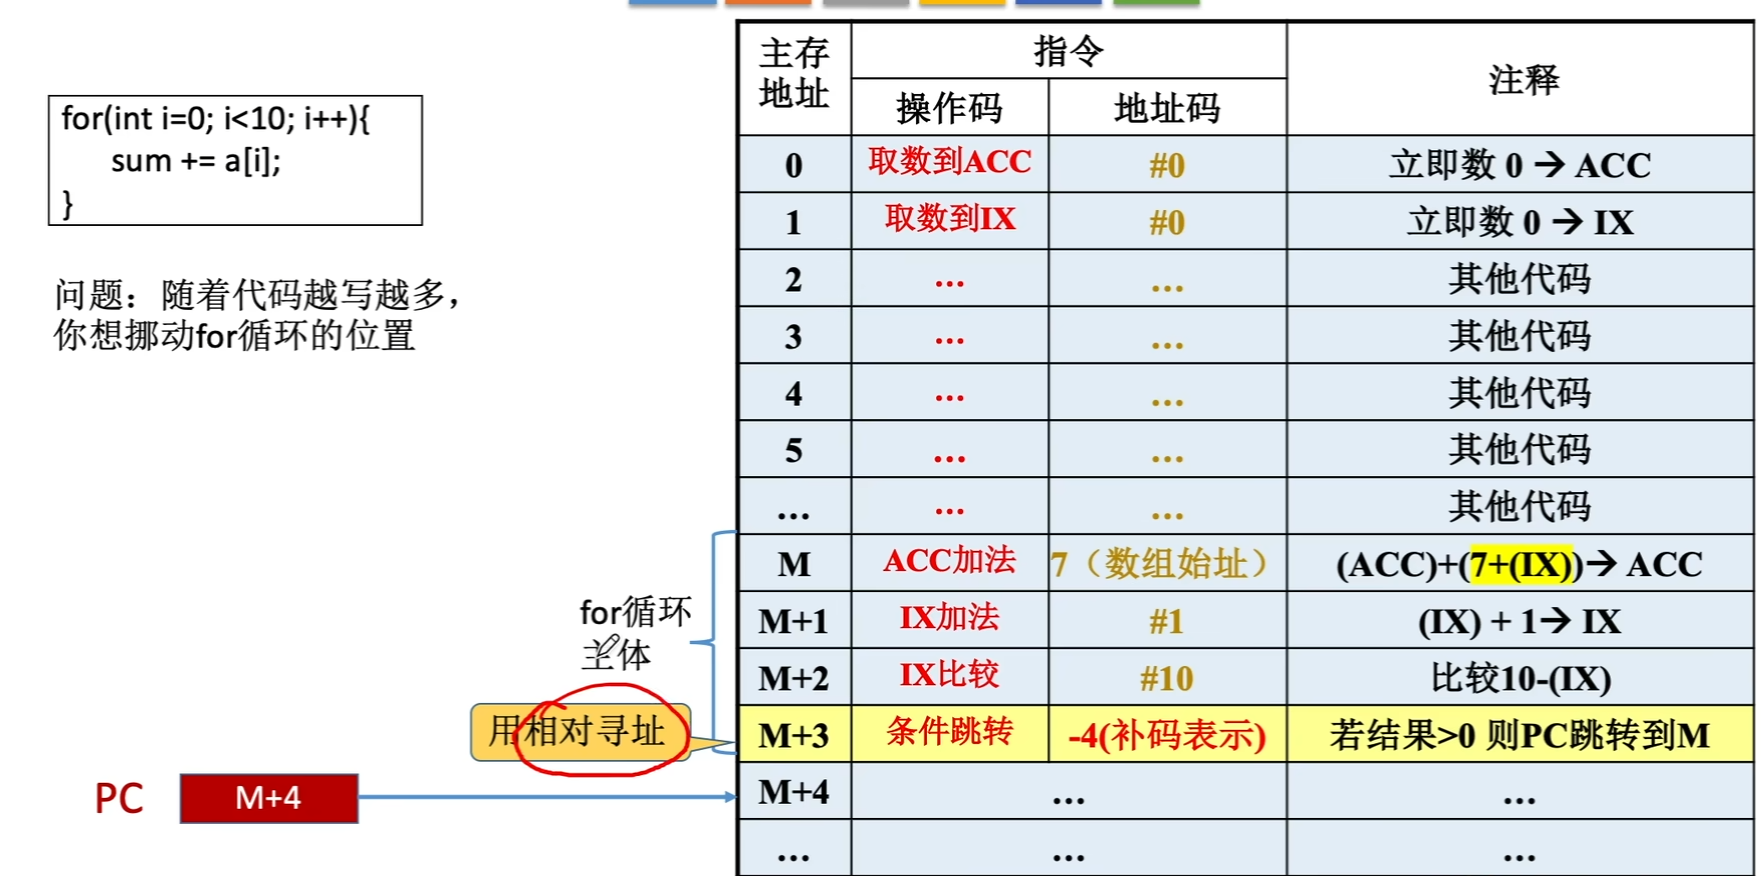 for(int i=0; i<10; i++){
sum += a[i];
}
问题：随着代码越写越多，
你想挪动for循环的位置
主存地址 指令 注释
操作码 地址码
0 取数到ACC #0 立即数 0 → ACC
1 取数到IX #0 立即数 0 → IX
2 … … 其他代码
3 … … 其他代码
4 … … 其他代码
5 … … 其他代码
… … … 其他代码
M ACC加法 7（数组始址） (ACC)+(7+(IX))→ ACC
M+1 IX加法 #1 (IX) + 1→ IX
M+2 IX比较 #10 比较10-(IX)
M+3 条件跳转 -4(补码表示) 若结果>0 则PC跳转到M
M+4 … …
… … …
for循环
主体
用相对寻址
PC M+4